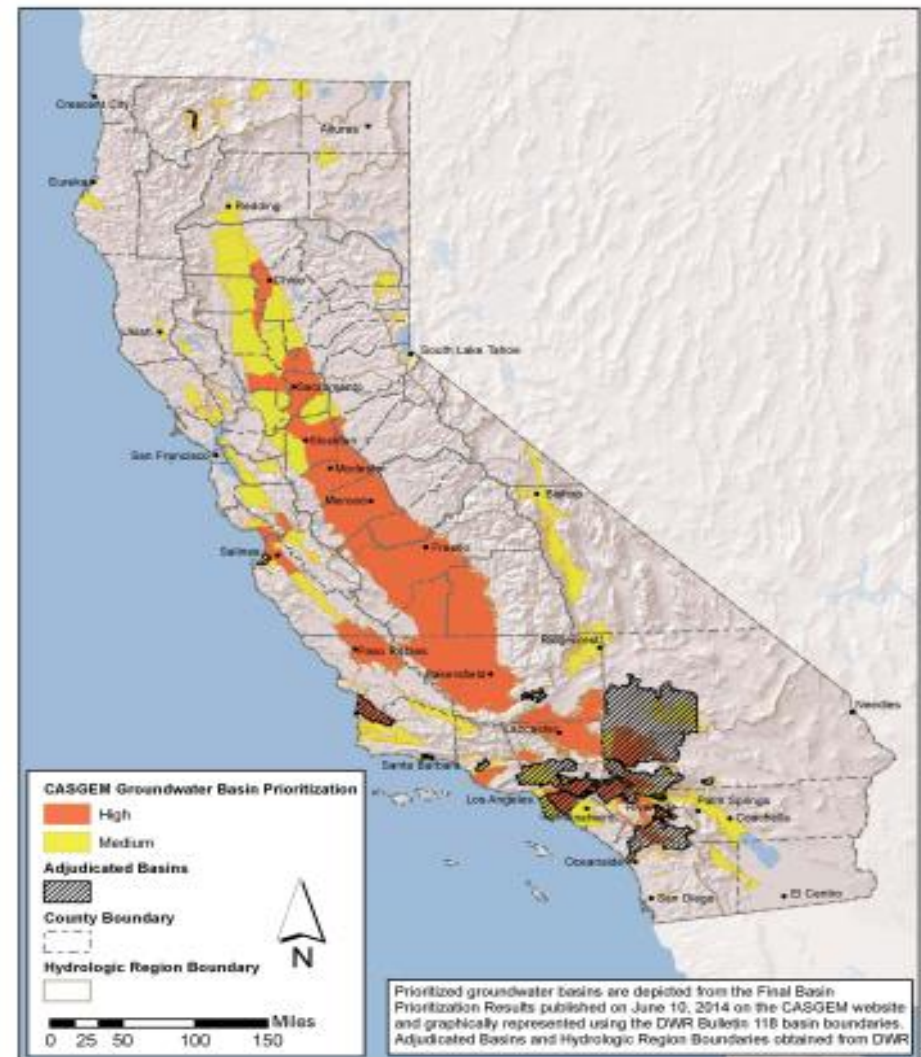 Crescent City
Alturas
Eureka
Redding
Chico
Ukiah
South Lake Tahoe
Sacramento
Stockton
San Francisco
Modesto
Merced
Bishop
Fresno
Salinas
Paso Robles
Ridgecrest
Bakersfield
Needles
Lancaster
Santa Barbara
Los Angeles
Palm Springs
Anaheim
Coachella
Oceanside
San Diego
El Centro
CASGEM Groundwater Basin Prioritization
High
Medium
Adjudicated Basins
County Boundary
Hydrologic Region Boundary
N
Miles
0 25 50 100 150
Prioritized groundwater basins are depicted from the Final Basin
Prioritization Results published on June 10, 2014 on the CASGEM website
and graphically represented using the DWR Bulletin 118 basin boundaries.
Adjudicated Basins and Hydrologic Region Boundaries obtained from DWR